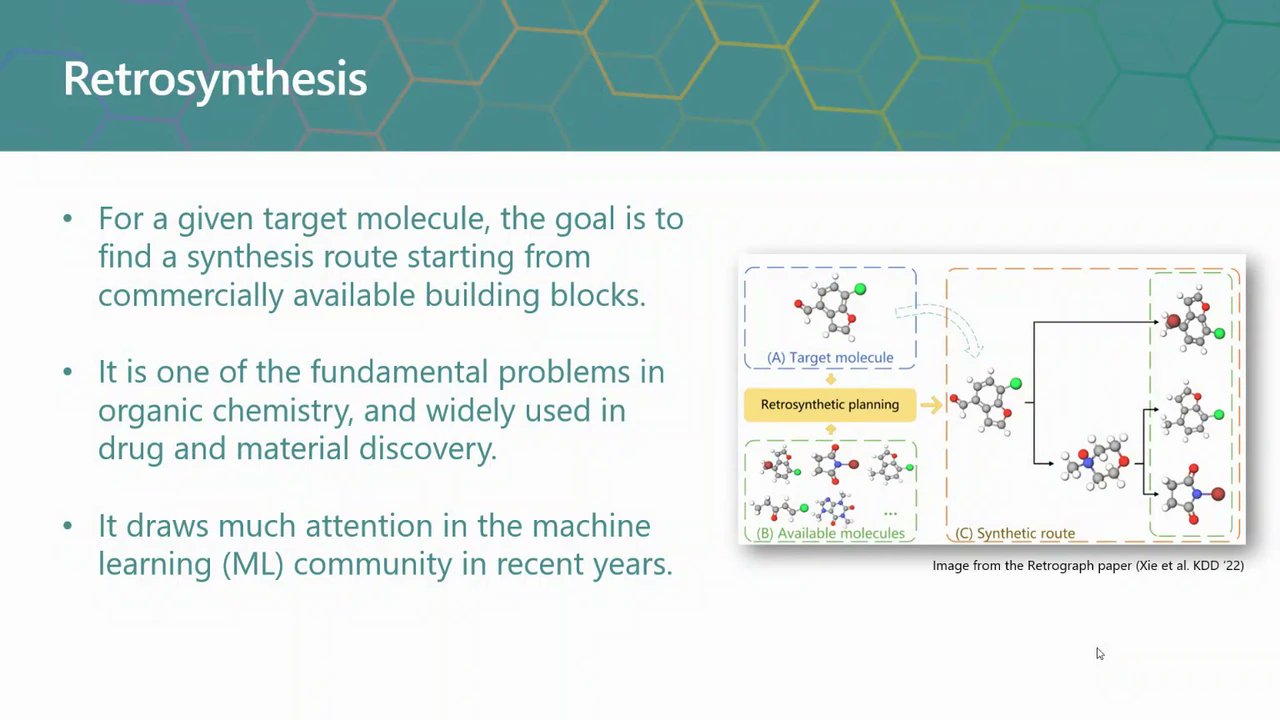 Retrosynthesis
• For a given target molecule, the goal is to
find a synthesis route starting from
commercially available building blocks.
• It is one of the fundamental problems in
organic chemistry, and widely used in
drug and material discovery.
• It draws much attention in the machine
learning (ML) community in recent years.
(A) Target molecule
Retrosynthetic planning
...
(B) Available molecules
(C) Synthetic route
Image from the Retrograph paper (Xie et al. KDD ’22)